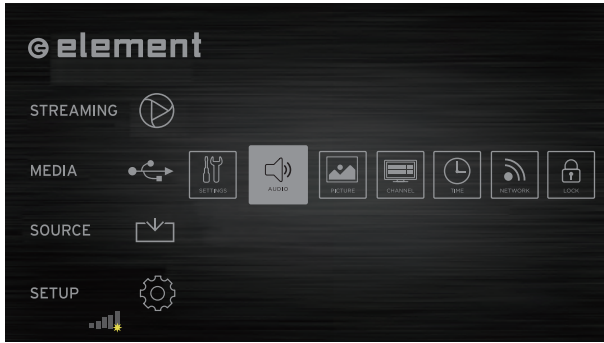 element
STREAMING
MEDIA
SETTINGS AUDIO PICTURE CHANNEL TIME NETWORK LOCK
SOURCE
SETUP